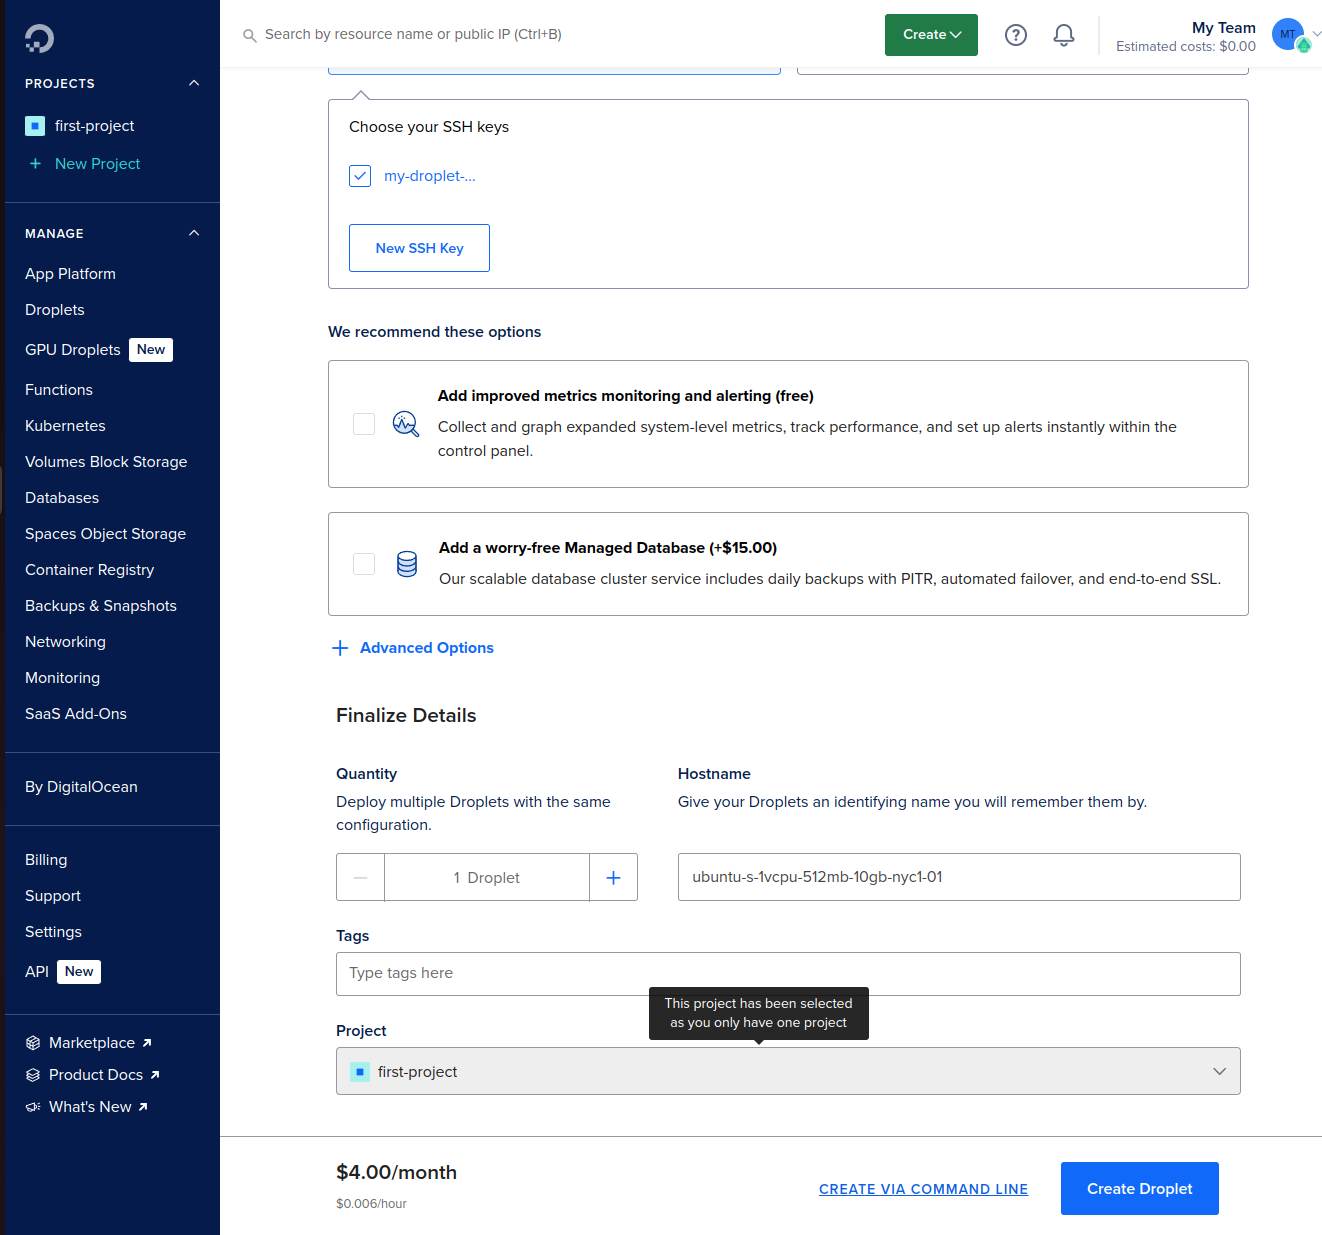 Search by resource name or public IP (Ctrl+B)
Create
My Team
Estimated costs: $0.00
MT
PROJECTS
first-project
+ New Project
MANAGE
App Platform
Droplets
GPU Droplets New
Functions
Kubernetes
Volumes Block Storage
Databases
Spaces Object Storage
Container Registry
Backups & Snapshots
Networking
Monitoring
SaaS Add-Ons
By DigitalOcean
Billing
Support
Settings
API New
Marketplace
Product Docs
What's New
Choose your SSH keys
my-droplet-...
New SSH Key
We recommend these options
Add improved metrics monitoring and alerting (free)
Collect and graph expanded system-level metrics, track performance, and set up alerts instantly within the
control panel.
Add a worry-free Managed Database (+$15.00)
Our scalable database cluster service includes daily backups with PITR, automated failover, and end-to-end SSL.
+ Advanced Options
Finalize Details
Quantity
Deploy multiple Droplets with the same
configuration.
1 Droplet
Hostname
Give your Droplets an identifying name you will remember them by.
ubuntu-s-1vcpu-512mb-10gb-nyc1-01
Tags
Type tags here
This project has been selected
as you only have one project
Project
first-project
$4.00/month
$0.006/hour
CREATE VIA COMMAND LINE
Create Droplet